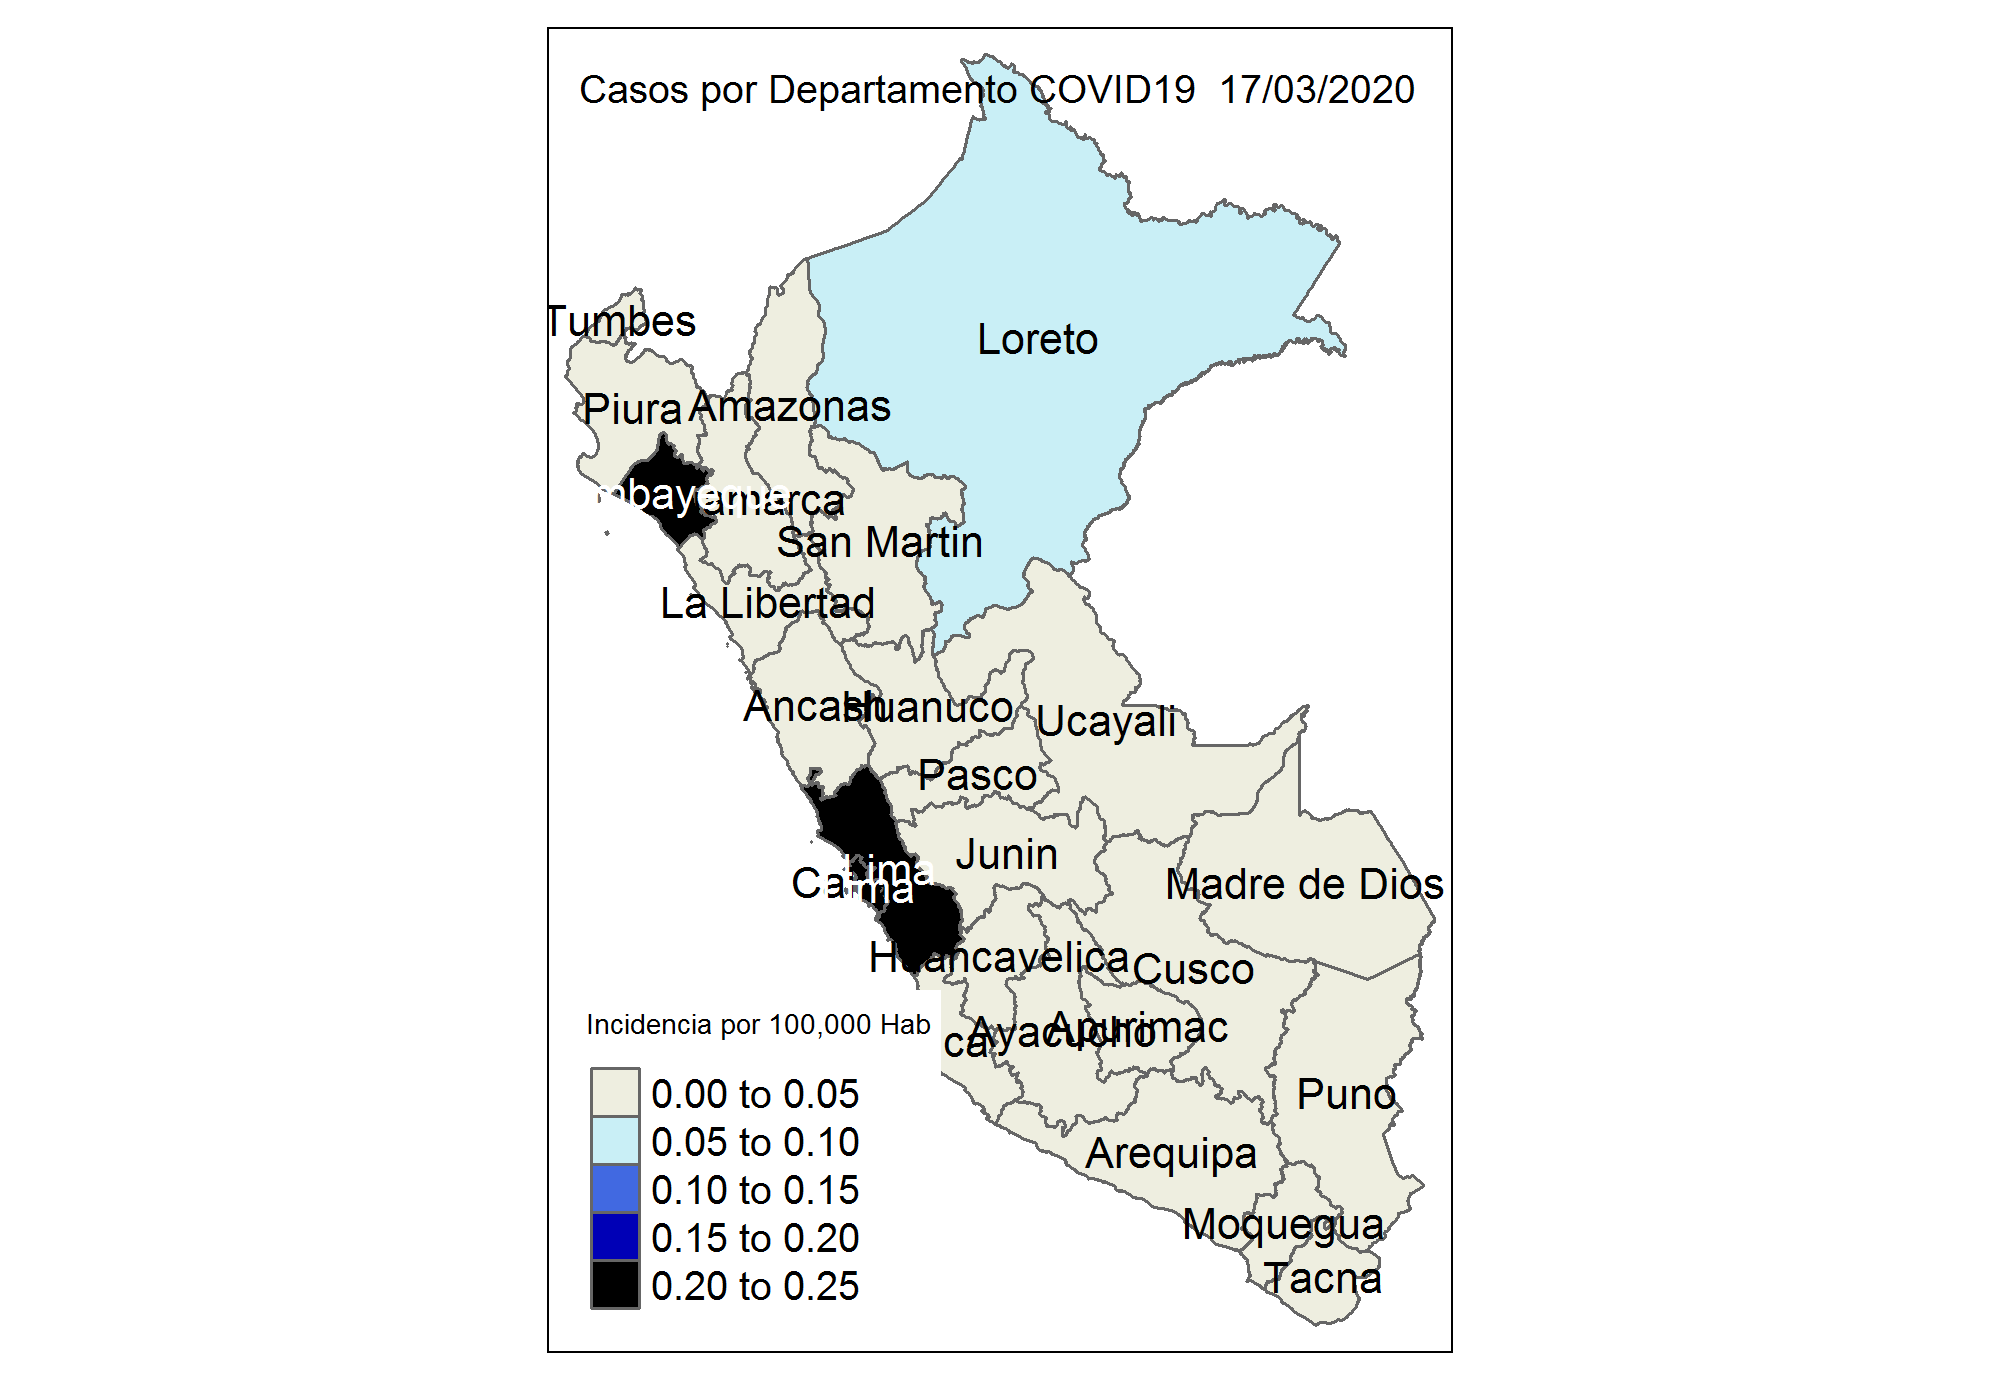 Casos por Departamento COVID19  17/03/2020
Tumbes
Loreto
Piura
Amazonas
mbayeque
amarca
San Martin
La Libertad
Ancash
Huanuco
Ucayali
Pasco
Junin
Lima
Lima
Madre de Dios
Huancavelica
Cusco
Ayacucho
Apurimac
ca
Puno
Arequipa
Moquegua
Tacna
Incidencia por 100,000 Hab
0.00 to 0.05
0.05 to 0.10
0.10 to 0.15
0.15 to 0.20
0.20 to 0.25